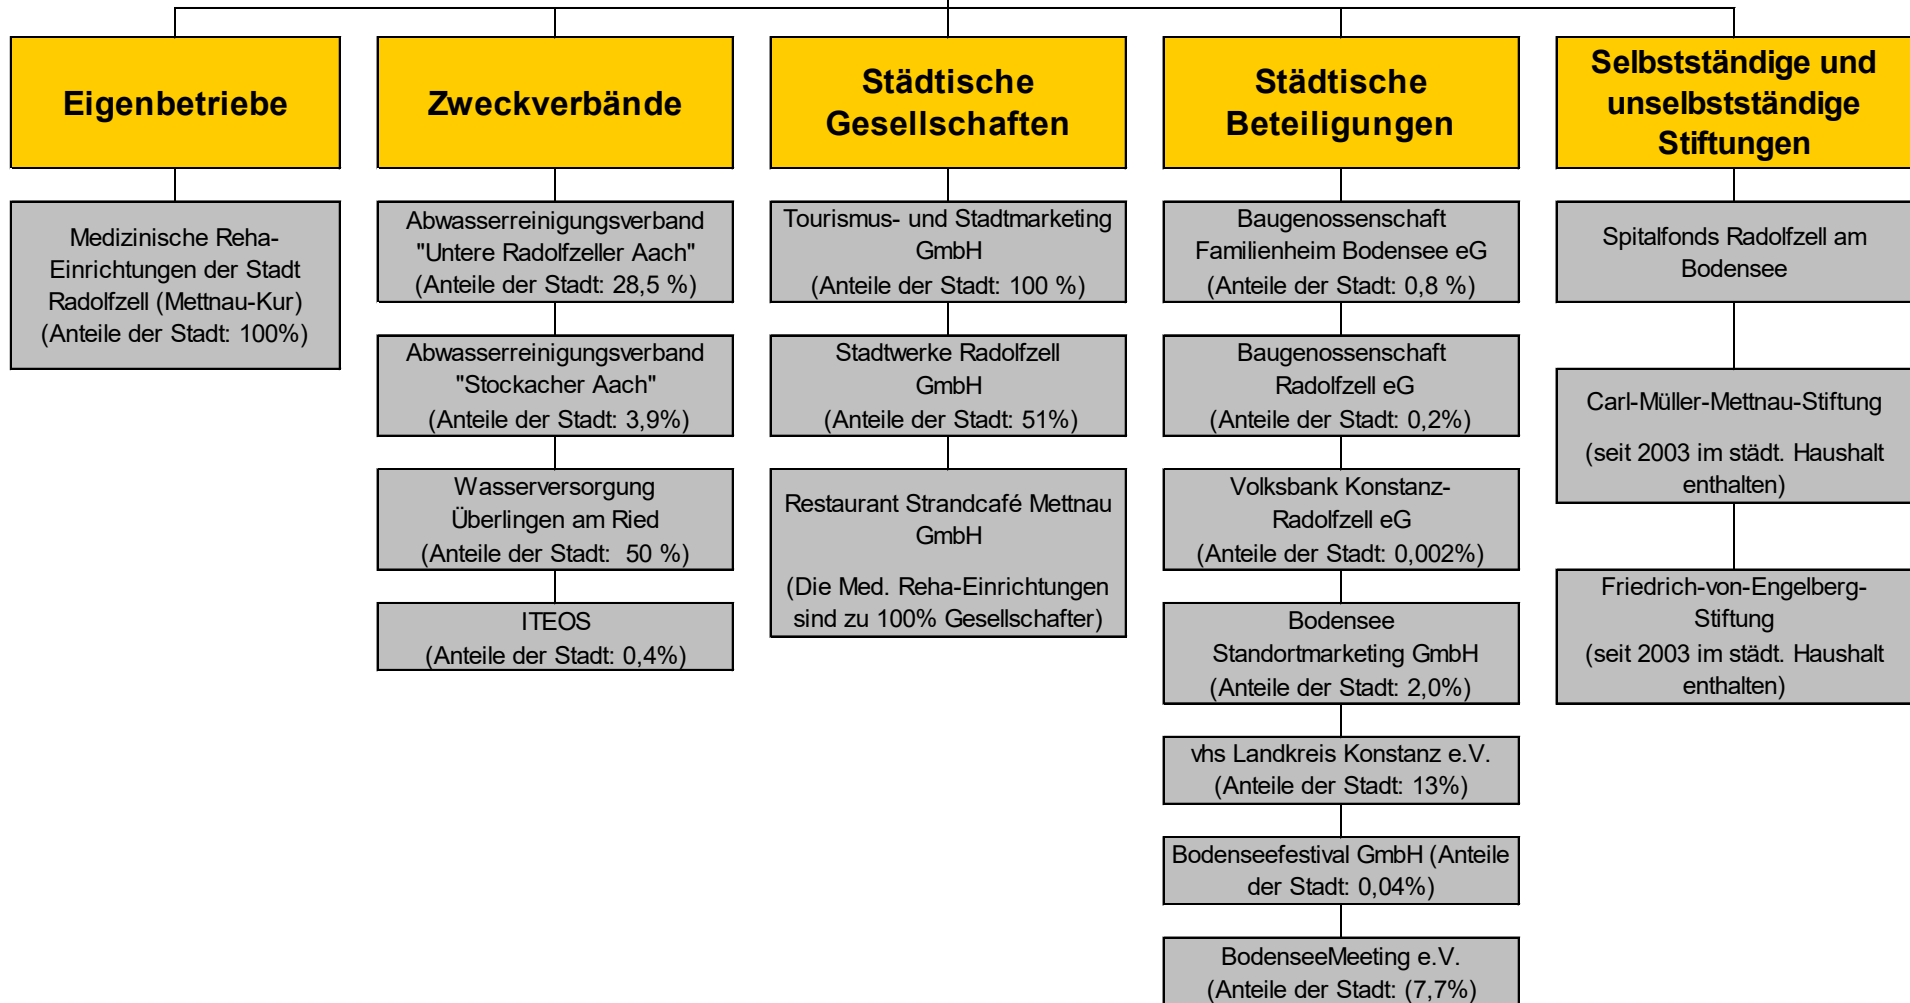 Eigenbetriebe
Medizinische Reha-
Einrichtungen der Stadt
Radolfzell (Mettnau-Kur)
(Anteile der Stadt: 100%)
Zweckverbände
Abwasserreinigungsverband
"Untere Radolfzeller Aach"
(Anteile der Stadt: 28,5 %)
Abwasserreinigungsverband
"Stockacher Aach"
(Anteile der Stadt: 3,9%)
Wasserversorgung
Überlingen am Ried
(Anteile der Stadt: 50 %)
ITEOS
(Anteile der Stadt: 0,4%)
Städtische
Gesellschaften
Tourismus- und Stadtmarketing
GmbH
(Anteile der Stadt: 100 %)
Stadtwerke Radolfzell
GmbH
(Anteile der Stadt: 51%)
Restaurant Strandcafé Mettnau
GmbH
(Die Med. Reha-Einrichtungen
sind zu 100% Gesellschafter)
Städtische
Beteiligungen
Baugenossenschaft
Familienheim Bodensee eG
(Anteile der Stadt: 0,8 %)
Baugenossenschaft
Radolfzell eG
(Anteile der Stadt: 0,2%)
Volksbank Konstanz-
Radolfzell eG
(Anteile der Stadt: 0,002%)
Bodensee
Standortmarketing GmbH
(Anteile der Stadt: 2,0%)
vhs Landkreis Konstanz e.V.
(Anteile der Stadt: 13%)
Bodenseefestival GmbH (Anteile
der Stadt: 0,04%)
BodenseeMeeting e.V.
(Anteile der Stadt: (7,7%)
Selbstständige und
unselbstständige
Stiftungen
Spitalfonds Radolfzell am
Bodensee
Carl-Müller-Mettnau-Stiftung
(seit 2003 im städt. Haushalt
enthalten)
Friedrich-von-Engelberg-
Stiftung
(seit 2003 im städt. Haushalt
enthalten)